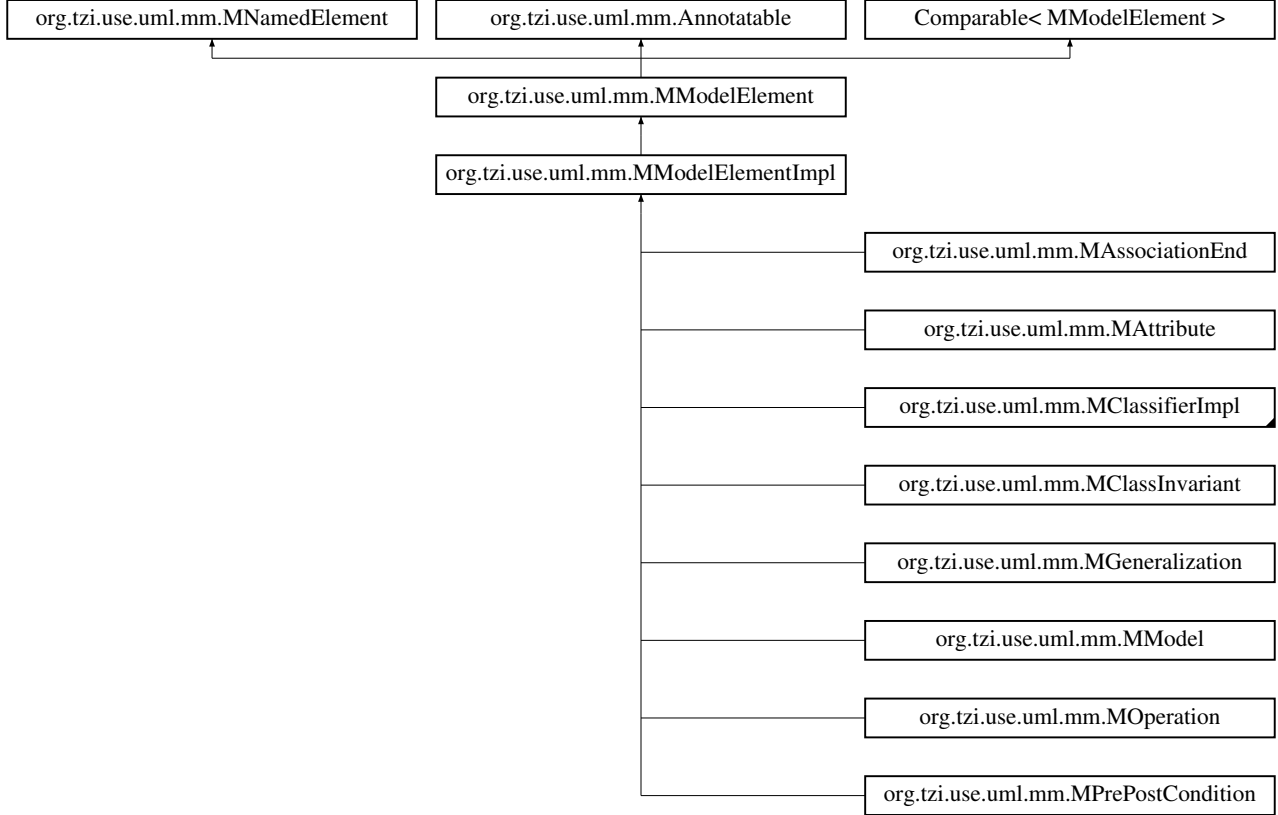 org.tzi.use.uml.mm.MNamedElement
org.tzi.use.uml.mm.Annotatable
Comparable< MModelElement >
org.tzi.use.uml.mm.MModelElement
org.tzi.use.uml.mm.MModelElementImpl
org.tzi.use.uml.mm.MAssociationEnd
org.tzi.use.uml.mm.MAttribute
org.tzi.use.uml.mm.MClassifierImpl
org.tzi.use.uml.mm.MClassInvariant
org.tzi.use.uml.mm.MGeneralization
org.tzi.use.uml.mm.MModel
org.tzi.use.uml.mm.MOperation
org.tzi.use.uml.mm.MPrePostCondition